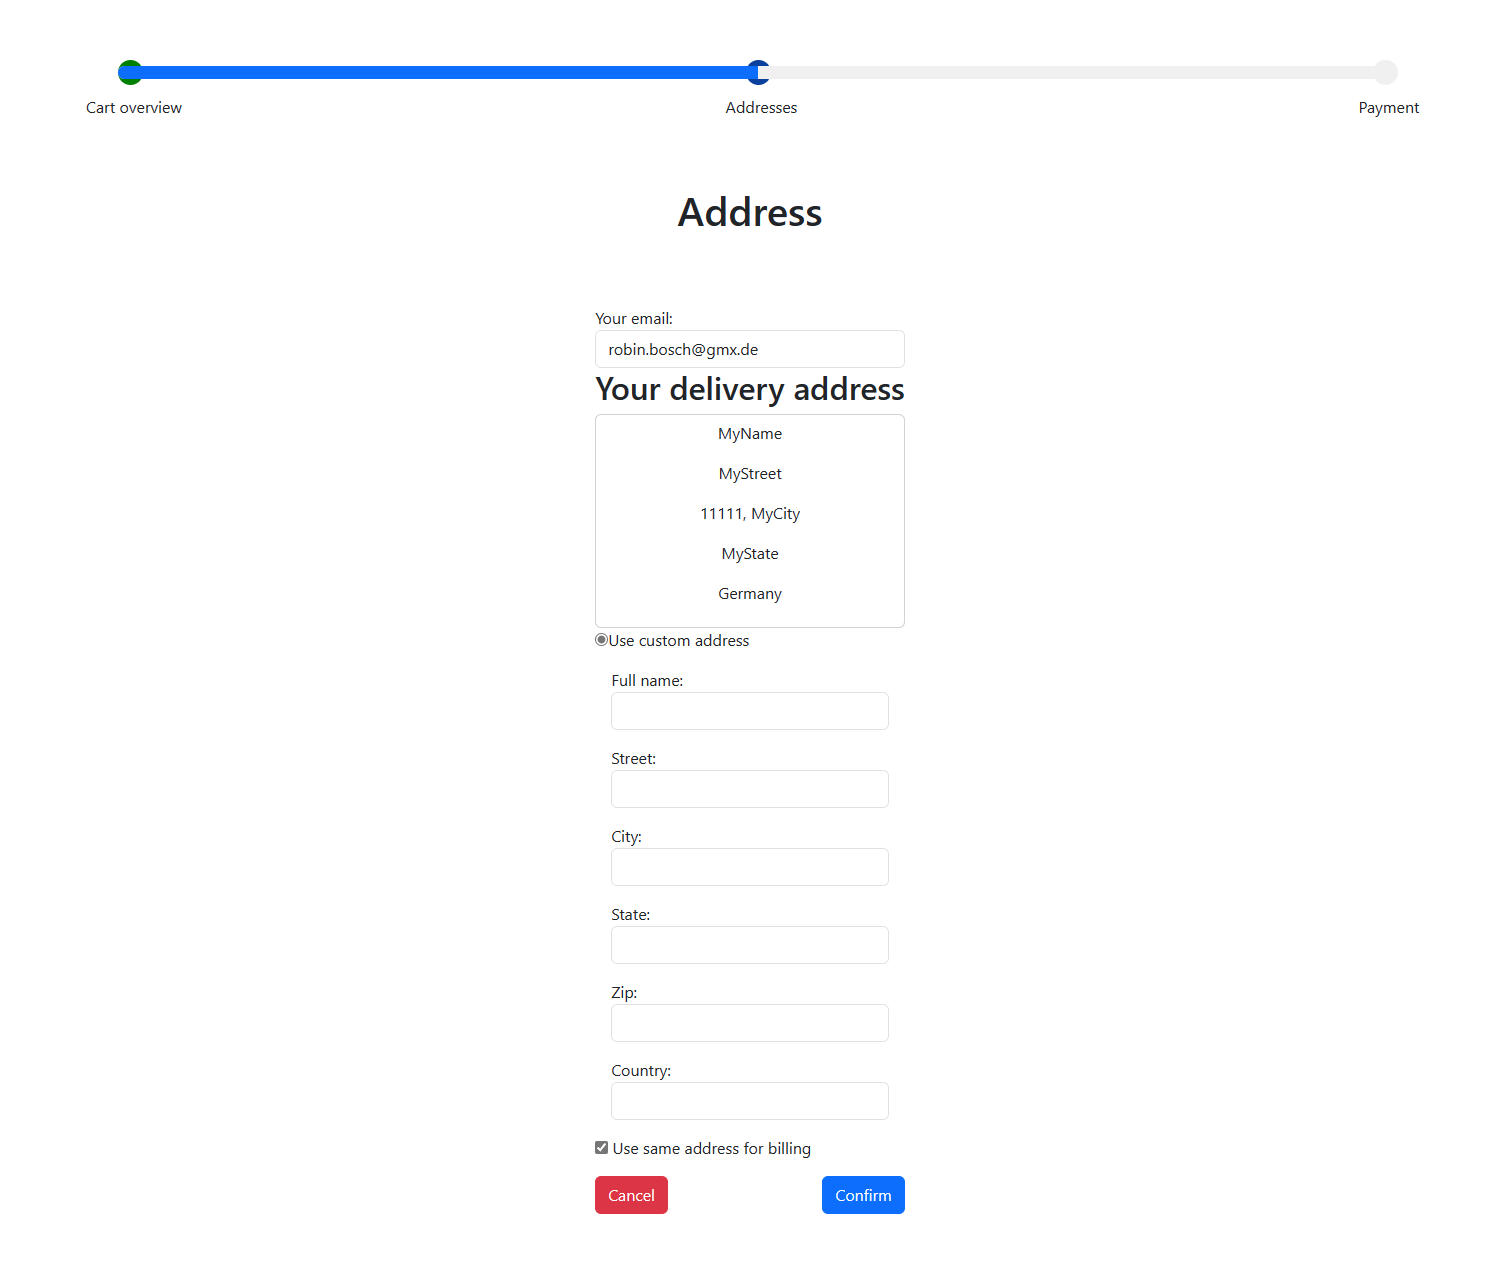 Cart overview
Addresses
Payment
Address
Your email:
robin.bosch@gmx.de
Your delivery address
MyName
MyStreet
11111, MyCity
MyState
Germany
Use custom address
Full name:
Street:
City:
State:
Zip:
Country:
Use same address for billing
Cancel
Confirm